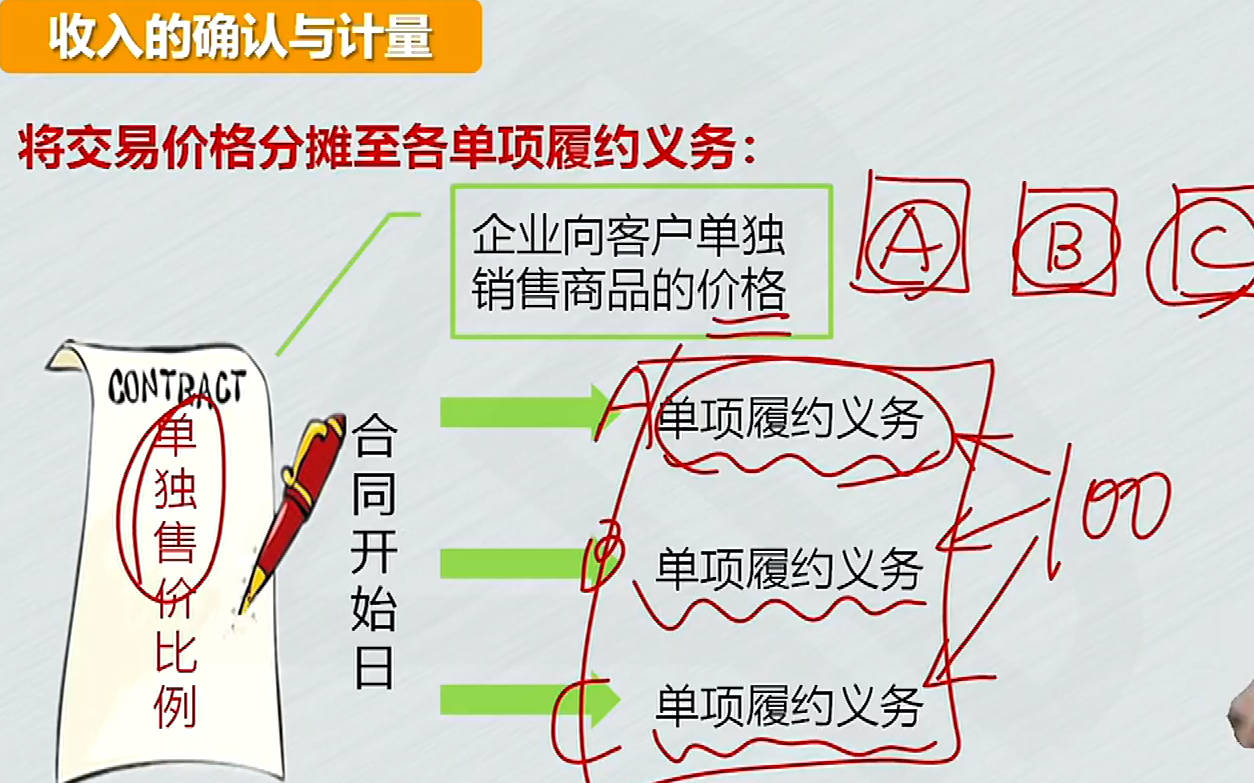 收入的确认与计量
将交易价格分摊至各单项履约义务：
企业向客户单独
销售商品的价格
A B C
CONTRACT
单独售价比例
合同开始日
A 单项履约义务
B 单项履约义务
C 单项履约义务
100